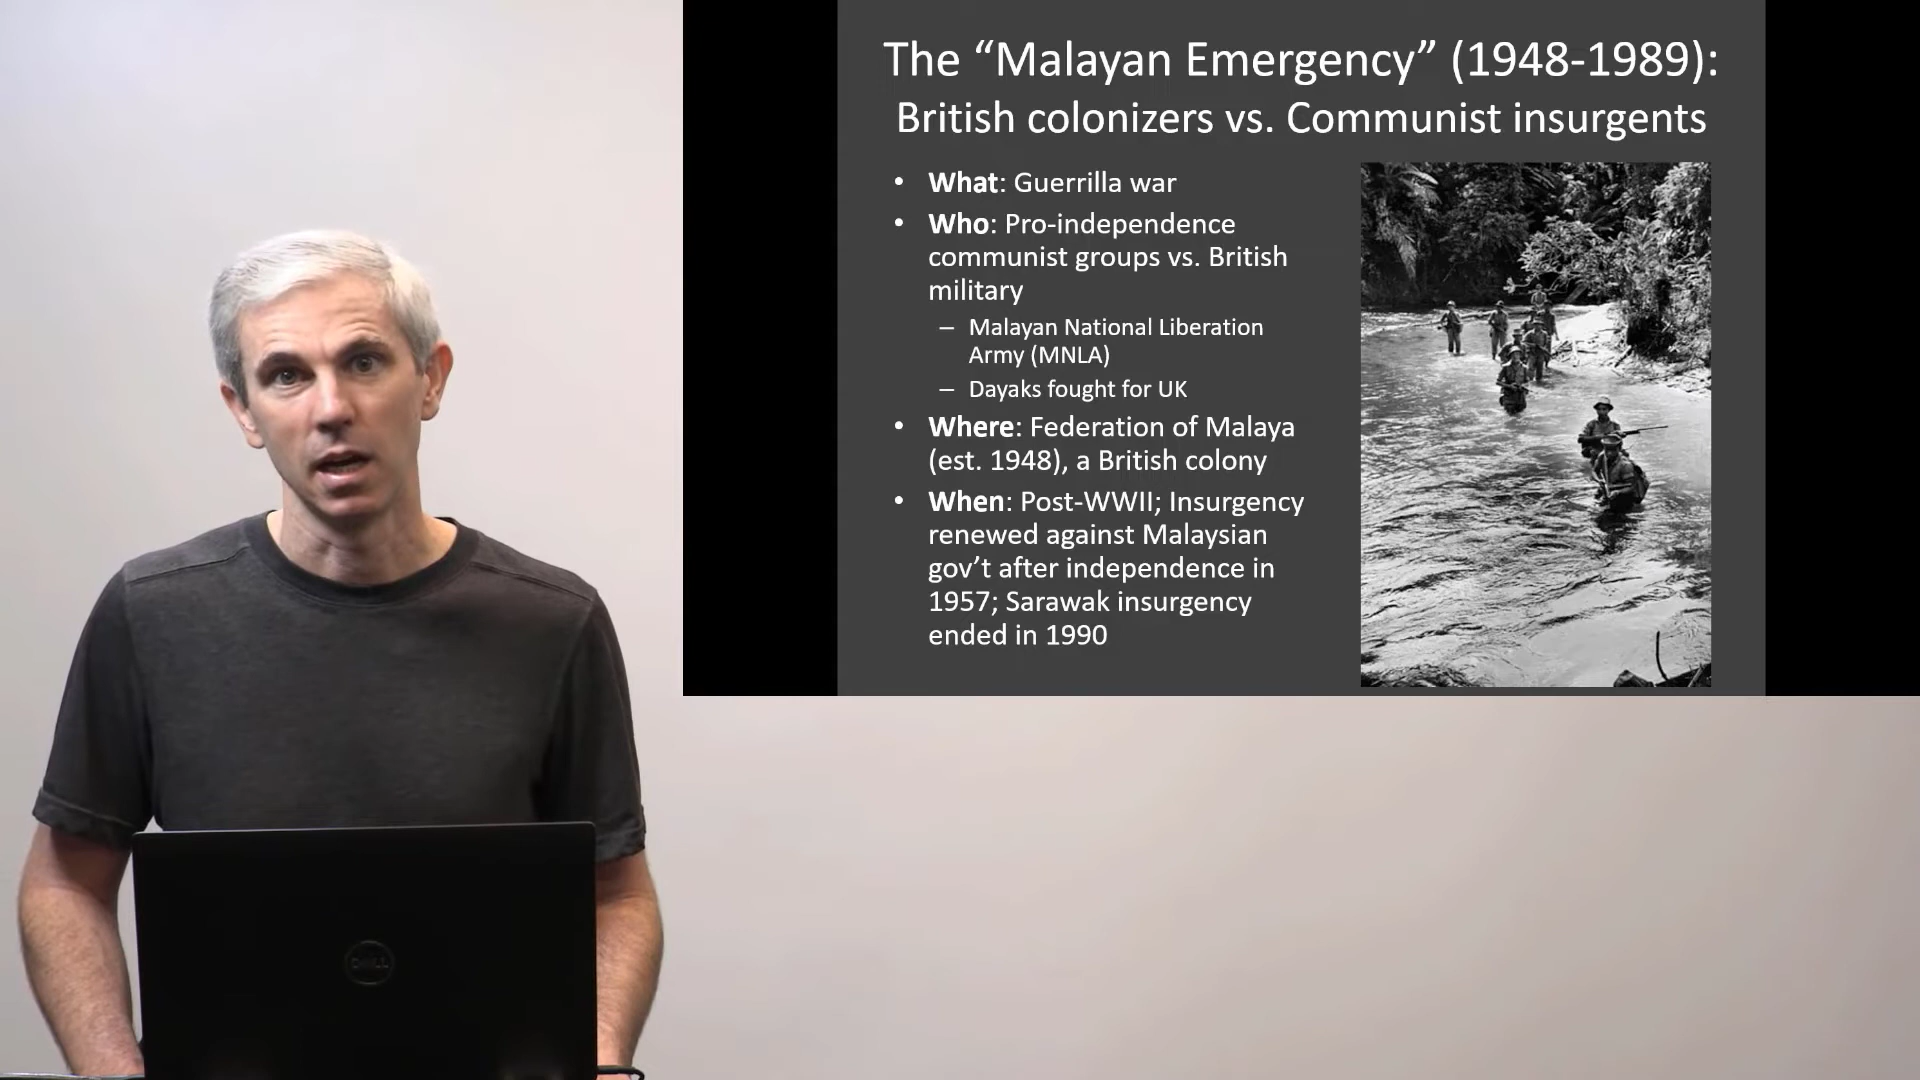 The “Malayan Emergency” (1948-1989):
British colonizers vs. Communist insurgents
• What: Guerrilla war
• Who: Pro-independence
communist groups vs. British
military
– Malayan National Liberation
Army (MNLA)
– Dayaks fought for UK
• Where: Federation of Malaya
(est. 1948), a British colony
• When: Post-WWII; Insurgency
renewed against Malaysian
gov’t after independence in
1957; Sarawak insurgency
ended in 1990
DELL